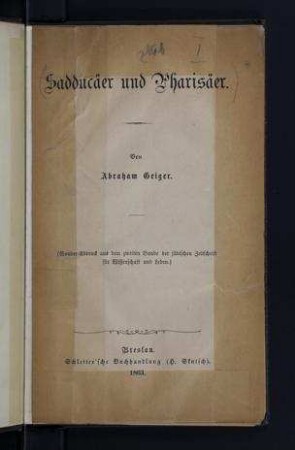 Sadducäer und Pharisäer.
Von
Abraham Geiger.
(Besonder-Abdruck aus dem zweiten Bande der jüdischen Zeitschrift
für Wissenschaft und Leben.)
Breslau.
Schletter'sche Buchhandlung (H. Skutsch).
1863.